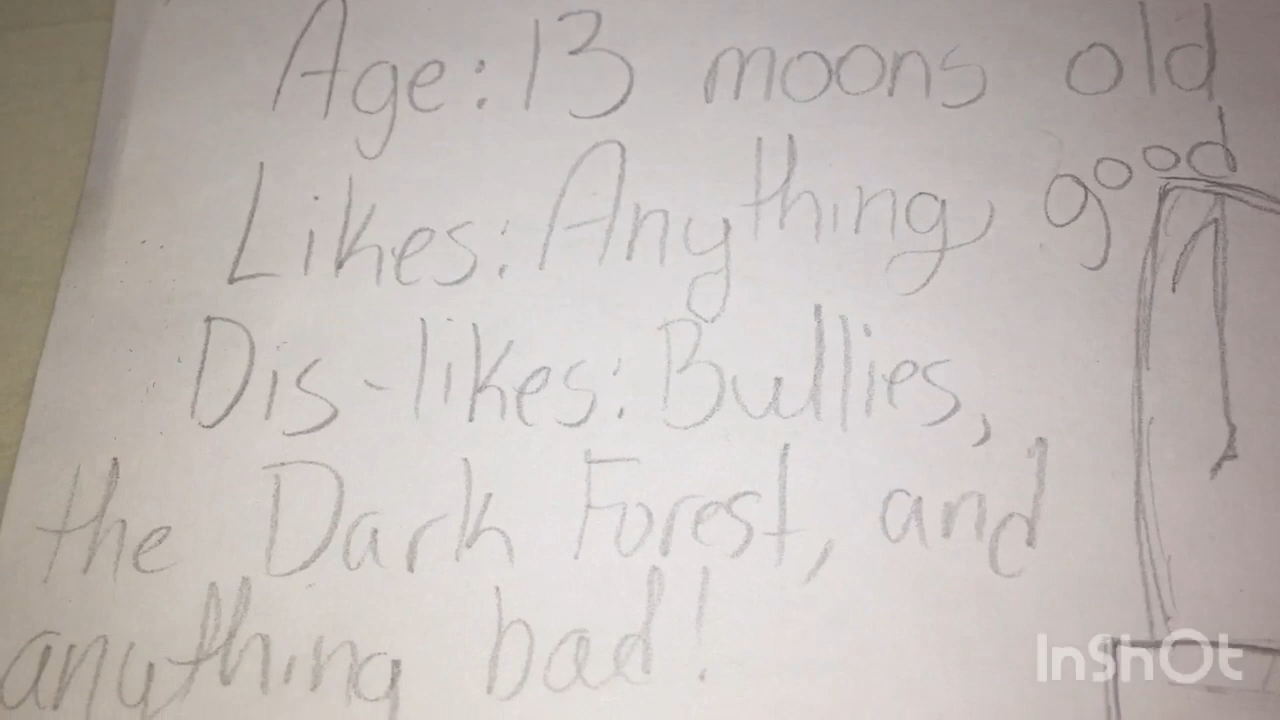 Age: 13 moons old
Likes: Anything good
Dis-likes: Bullies,
the Dark Forest, and
anything bad!
InShOt